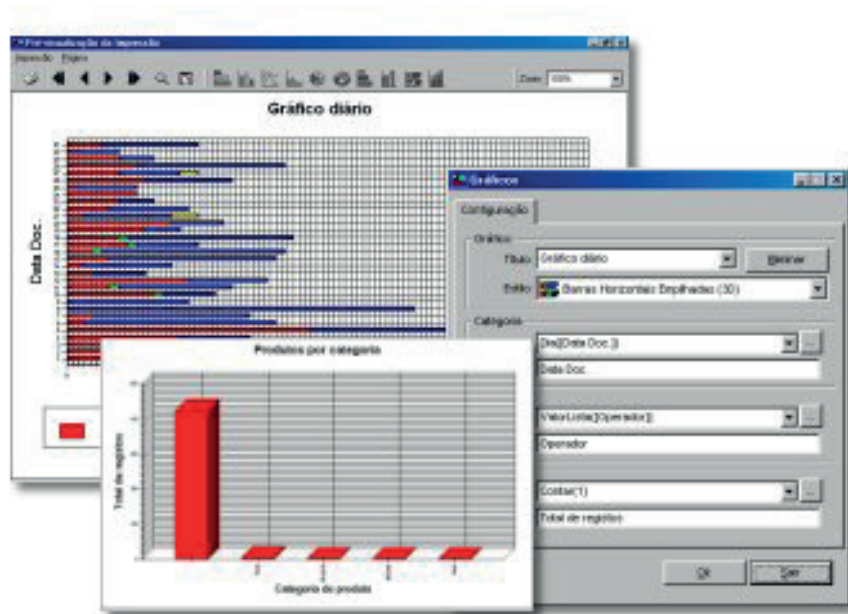 Pré-visualização da Impressão
Impressão Página
Zoom 100%
Gráfico diário
Data Doc.
Gráficos
Configuração
Gráfico
Título Gráfico diário Eliminar
Estilo Barras Horizontais Empilhadas (3D)
Categoria
Dia([Data Doc.])
Data Doc.
ValorLista([Operador])
Operador
Contar(1)
Total de registos
Ok Sair
Produtos por categoria
Total de registos
Categoria do produto